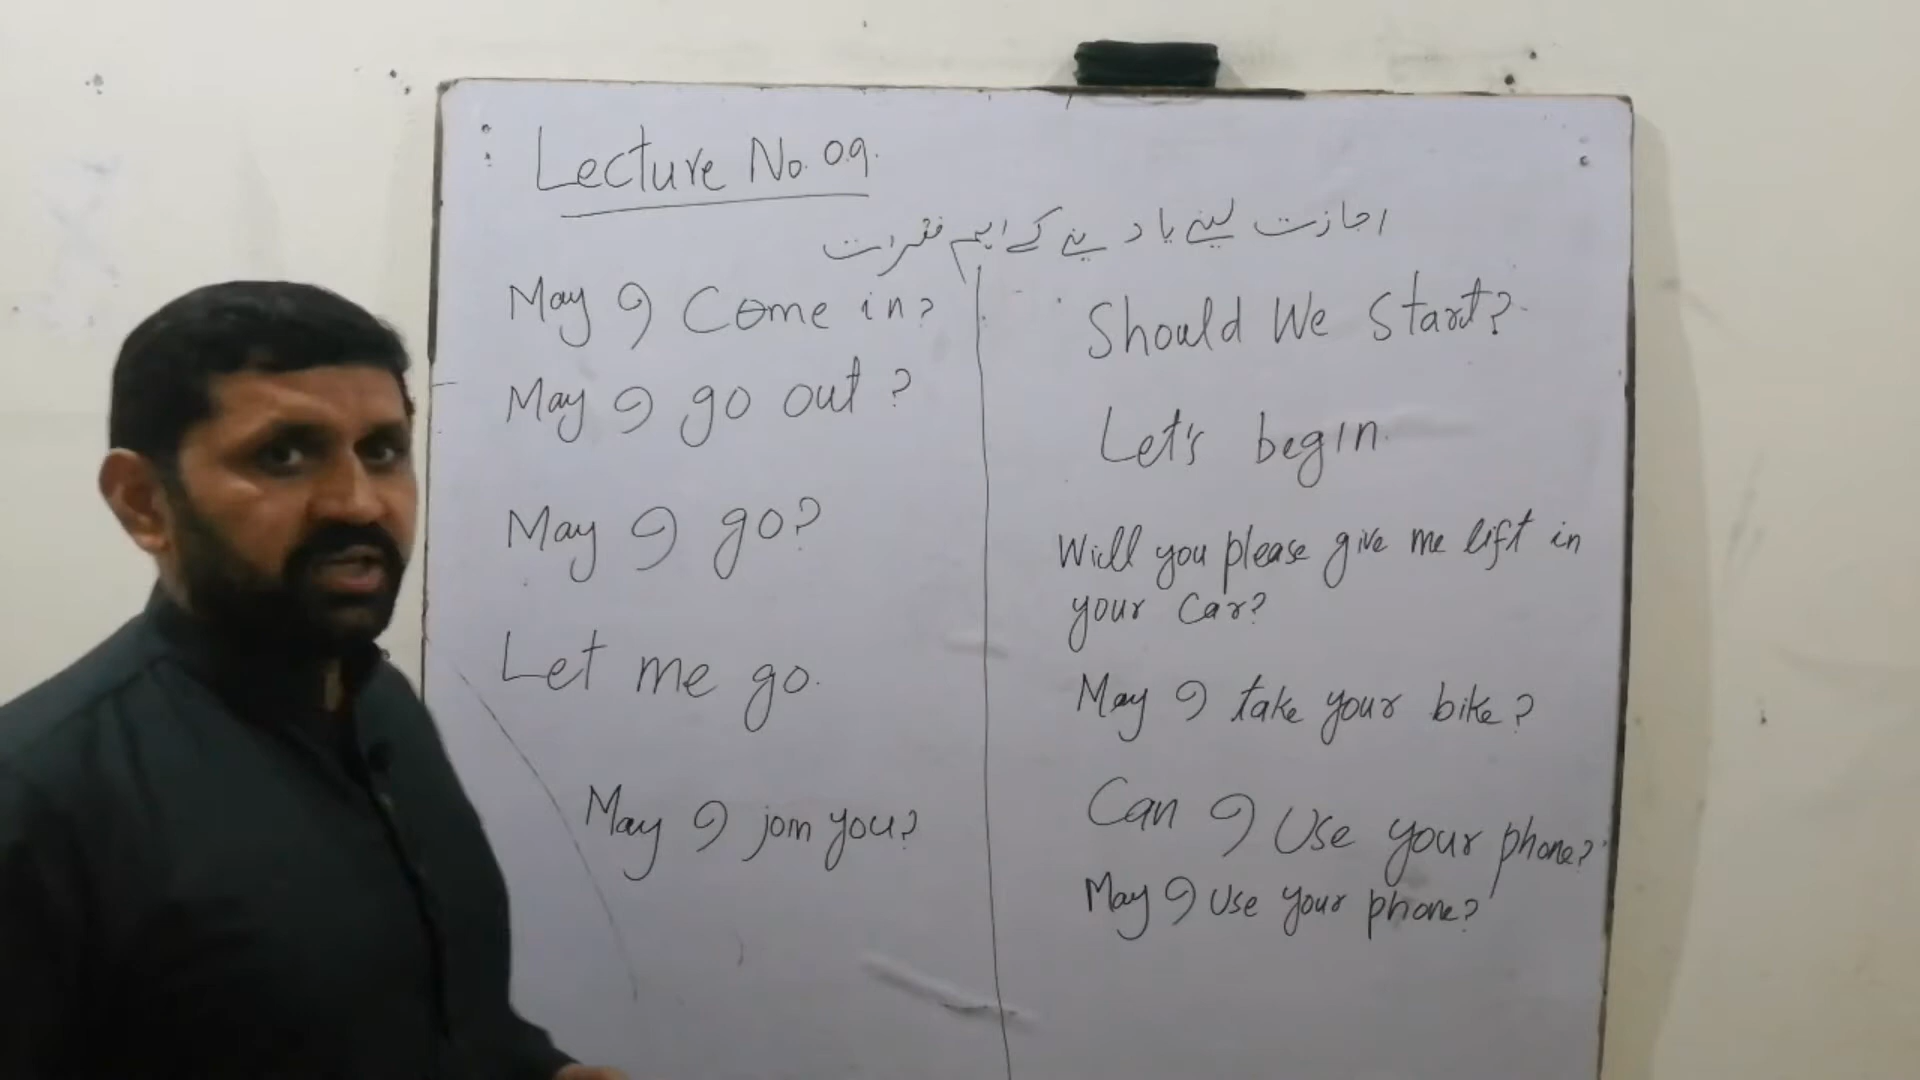 Lecture No. 09.
اجازت لینے یا دینے کے اہم فقرات
May I Come in?
May I go out?
May I go?
Let me go.
May I join you?
Should We Start?
Let's begin.
Will you please give me lift in
your Car?
May I take your bike?
Can I Use your phone?
May I Use your phone?